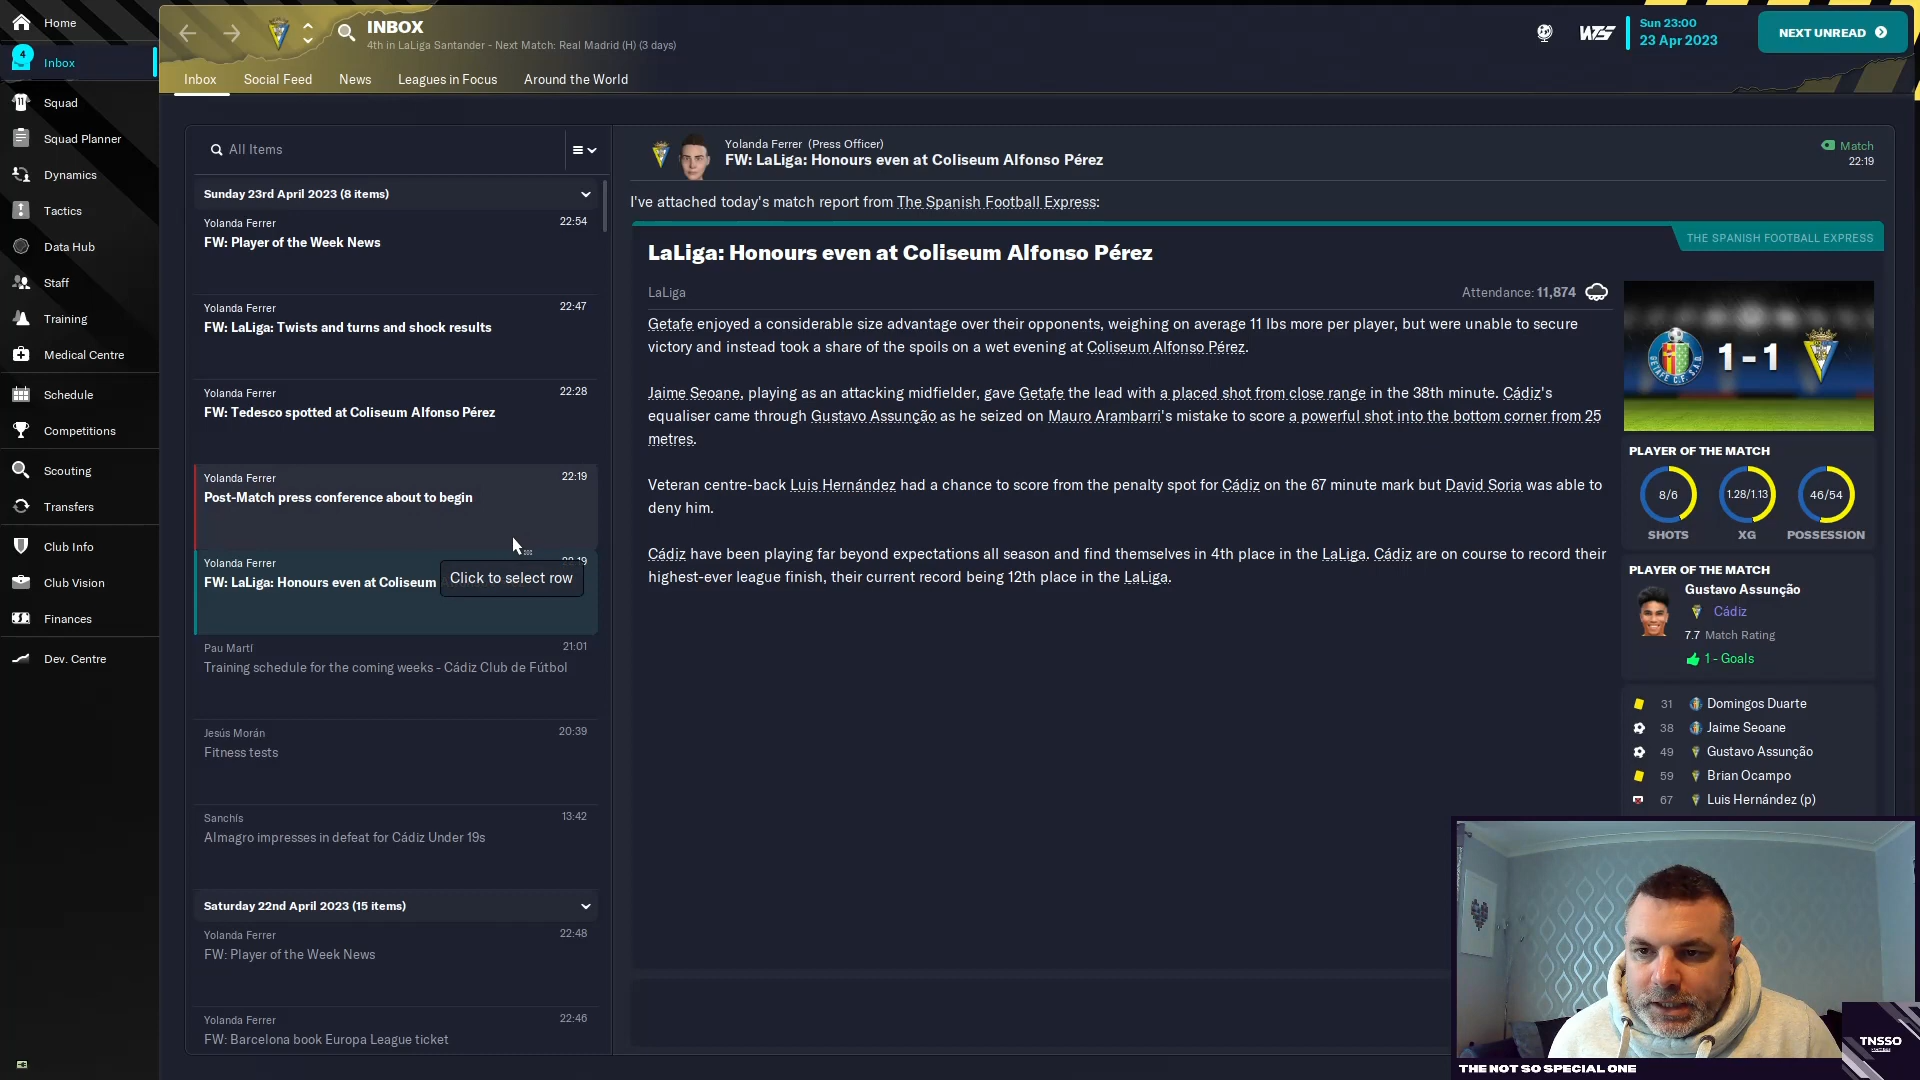 Home
4
Inbox
Squad
Squad Planner
Dynamics
Tactics
Data Hub
Staff
Training
Medical Centre
Schedule
Competitions
Scouting
Transfers
Club Info
Club Vision
Finances
Dev. Centre
INBOX
4th in LaLiga Santander - Next Match: Real Madrid (H) (3 days)
Inbox Social Feed News Leagues in Focus Around the World
Sun 23:00
23 Apr 2023
NEXT UNREAD
All Items
Sunday 23rd April 2023 (8 items)
Yolanda Ferrer 22:54
FW: Player of the Week News
Yolanda Ferrer 22:47
FW: LaLiga: Twists and turns and shock results
Yolanda Ferrer 22:28
FW: Tedesco spotted at Coliseum Alfonso Pérez
Yolanda Ferrer 22:19
Post-Match press conference about to begin
Yolanda Ferrer
FW: LaLiga: Honours even at Coliseum
Click to select row
Pau Martí 21:01
Training schedule for the coming weeks - Cádiz Club de Fútbol
Jesús Morán 20:39
Fitness tests
Sanchís 13:42
Almagro impresses in defeat for Cádiz Under 19s
Saturday 22nd April 2023 (15 items)
Yolanda Ferrer 22:48
FW: Player of the Week News
Yolanda Ferrer 22:46
FW: Barcelona book Europa League ticket
Yolanda Ferrer (Press Officer)
FW: LaLiga: Honours even at Coliseum Alfonso Pérez
Match
22:19
I've attached today's match report from The Spanish Football Express:
THE SPANISH FOOTBALL EXPRESS
LaLiga: Honours even at Coliseum Alfonso Pérez
LaLiga Attendance: 11,874
Getafe enjoyed a considerable size advantage over their opponents, weighing on average 11 lbs more per player, but were unable to secure
victory and instead took a share of the spoils on a wet evening at Coliseum Alfonso Pérez.
Jaime Seoane, playing as an attacking midfielder, gave Getafe the lead with a placed shot from close range in the 38th minute. Cádiz's
equaliser came through Gustavo Assunção as he seized on Mauro Arambarri's mistake to score a powerful shot into the bottom corner from 25
metres.
Veteran centre-back Luis Hernández had a chance to score from the penalty spot for Cádiz on the 67 minute mark but David Soria was able to
deny him.
Cádiz have been playing far beyond expectations all season and find themselves in 4th place in the LaLiga. Cádiz are on course to record their
highest-ever league finish, their current record being 12th place in the LaLiga.
1 - 1
PLAYER OF THE MATCH
8/6 1.28/1.13 46/54
SHOTS XG POSSESSION
PLAYER OF THE MATCH
Gustavo Assunção
Cádiz
7.7 Match Rating
1 - Goals
31 Domingos Duarte
38 Jaime Seoane
49 Gustavo Assunção
59 Brian Ocampo
67 Luis Hernández (p)
TNSSO
THE NOT SO SPECIAL ONE